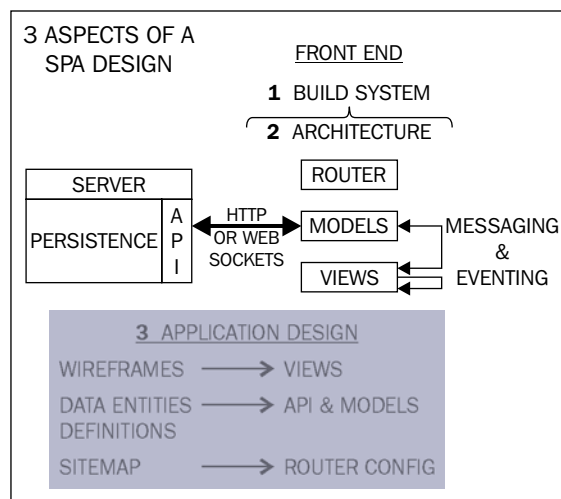 3 ASPECTS OF A
SPA DESIGN
FRONT END
1 BUILD SYSTEM
2 ARCHITECTURE
ROUTER
SERVER
PERSISTENCE
API
HTTP
OR WEB
SOCKETS
MODELS
VIEWS
MESSAGING
&
EVENTING
3 APPLICATION DESIGN
WIREFRAMES VIEWS
DATA ENTITIES API & MODELS
DEFINITIONS
SITEMAP ROUTER CONFIG